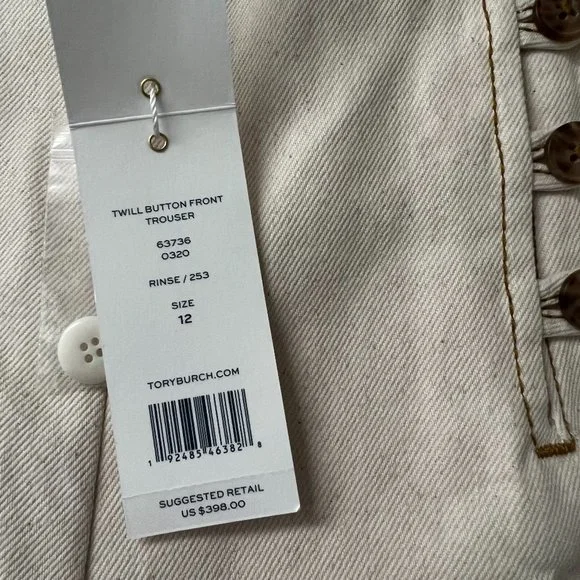 TWILL BUTTON FRONT
TROUSER
63736
0320
RINSE / 253
SIZE
12
TORYBURCH.COM
1 92485 46382 8
SUGGESTED RETAIL
US $398.00